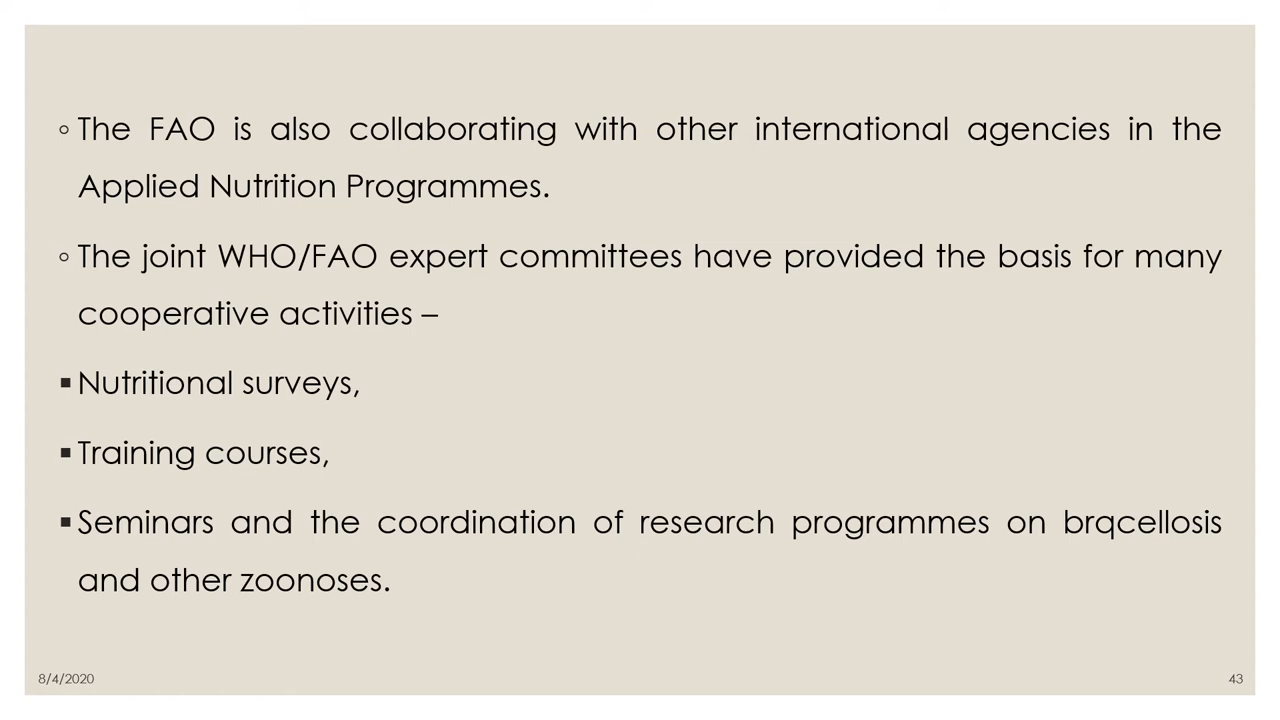 ◦ The FAO is also collaborating with other international agencies in the
Applied Nutrition Programmes.
◦ The joint WHO/FAO expert committees have provided the basis for many
cooperative activities –
▪ Nutritional surveys,
▪ Training courses,
▪ Seminars and the coordination of research programmes on brqcellosis
and other zoonoses.
8/4/2020
43